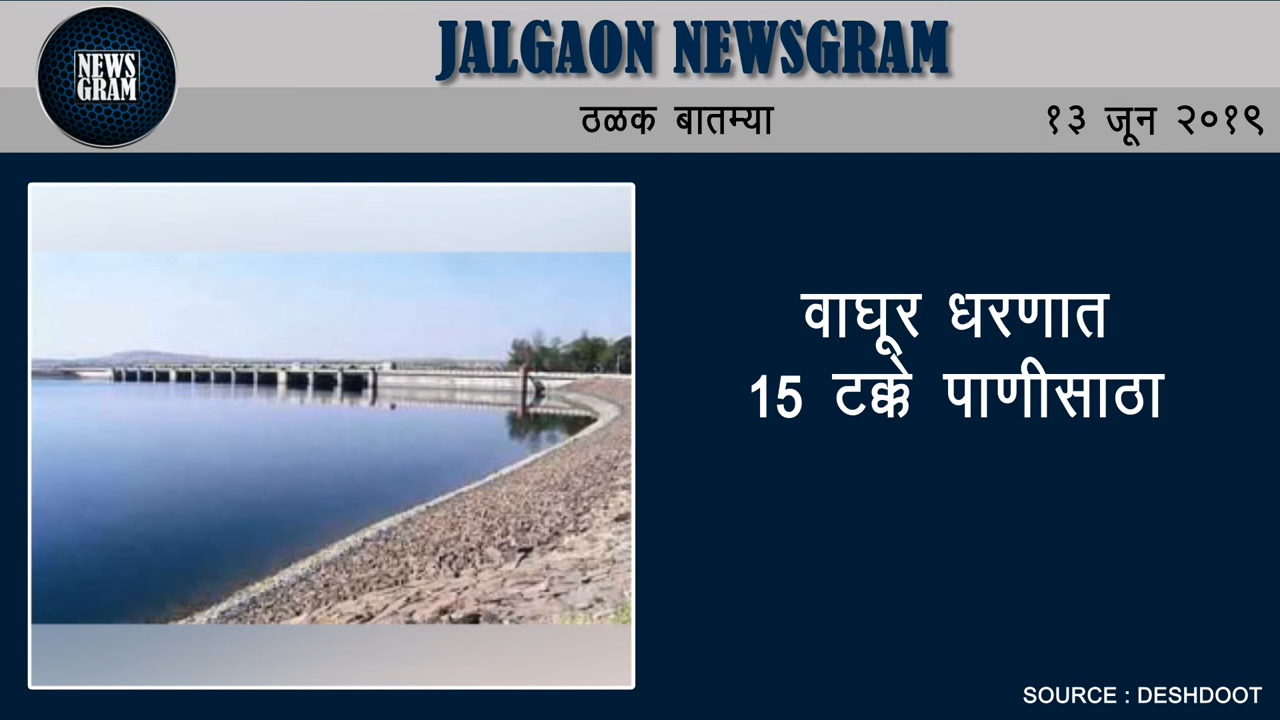 NEWS
GRAM
JALGAON NEWSGRAM
ठळक बातम्या
१३ जून २०१९
वाघूर धरणात
15 टक्के पाणीसाठा
SOURCE : DESHDOOT